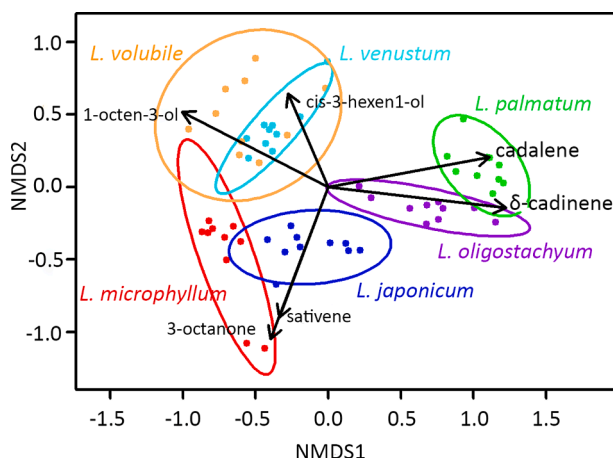 1.0
0.5
0.0
-0.5
-1.0
NMDS2
L. volubile
L. venustum
1-octen-3-ol
cis-3-hexen1-ol
L. palmatum
cadalene
δ-cadinene
L. oligostachyum
L. microphyllum
L. japonicum
3-octanone
sativene
-1.5 -1.0 -0.5 0.0 0.5 1.0 1.5
NMDS1